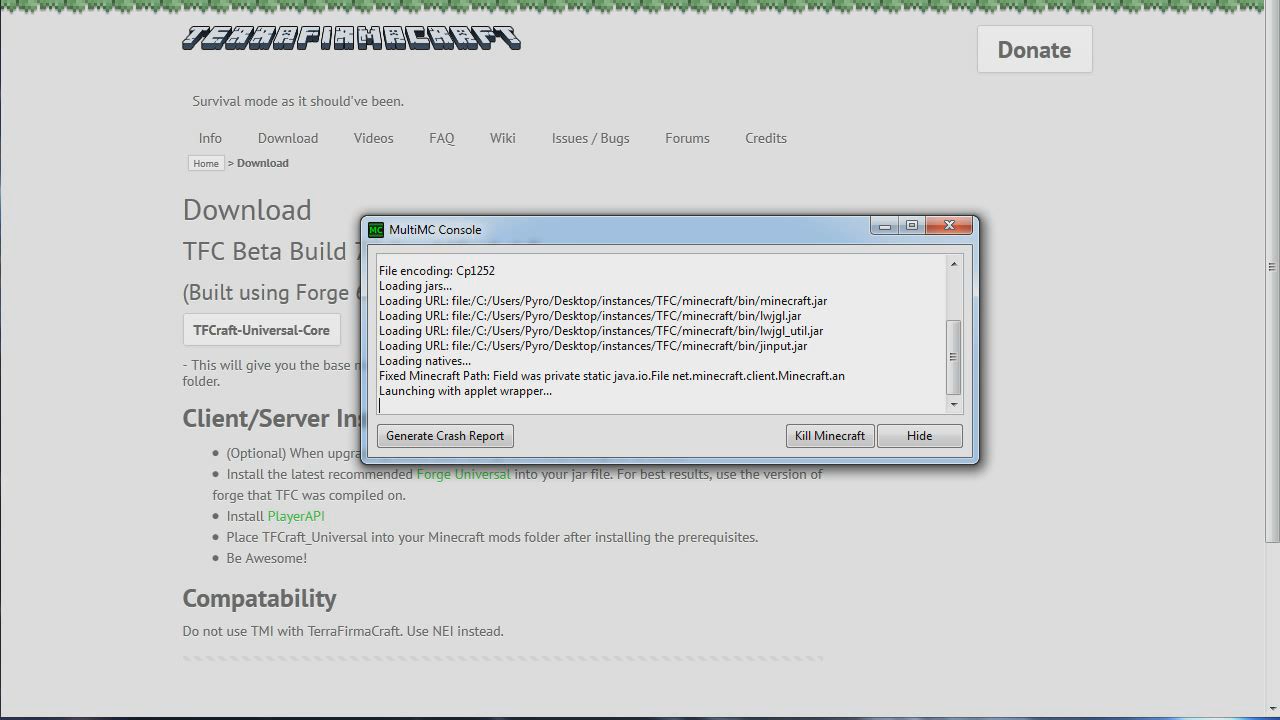 TERRAFIRMACRAFT
Donate
Survival mode as it should've been.
Info Download Videos FAQ Wiki Issues / Bugs Forums Credits
Home > Download
Download
TFC Beta Build
(Built using Forge
TFCraft-Universal-Core
- This will give you the base
folder.
Client/Server
(Optional) When
Install the latest recommended Forge Universal into your jar file. For best results, use the version of
forge that TFC was compiled on.
Install PlayerAPI
Place TFCraft_Universal into your Minecraft mods folder after installing the prerequisites.
Be Awesome!
Compatability
Do not use TMI with TerraFirmaCraft. Use NEI instead.
MC MultiMC Console
File encoding: Cp1252
Loading jars...
Loading URL: file:/C:/Users/Pyro/Desktop/instances/TFC/minecraft/bin/minecraft.jar
Loading URL: file:/C:/Users/Pyro/Desktop/instances/TFC/minecraft/bin/lwjgl.jar
Loading URL: file:/C:/Users/Pyro/Desktop/instances/TFC/minecraft/bin/lwjgl_util.jar
Loading URL: file:/C:/Users/Pyro/Desktop/instances/TFC/minecraft/bin/jinput.jar
Loading natives...
Fixed Minecraft Path: Field was private static java.io.File net.minecraft.client.Minecraft.an
Launching with applet wrapper...
Generate Crash Report Kill Minecraft Hide